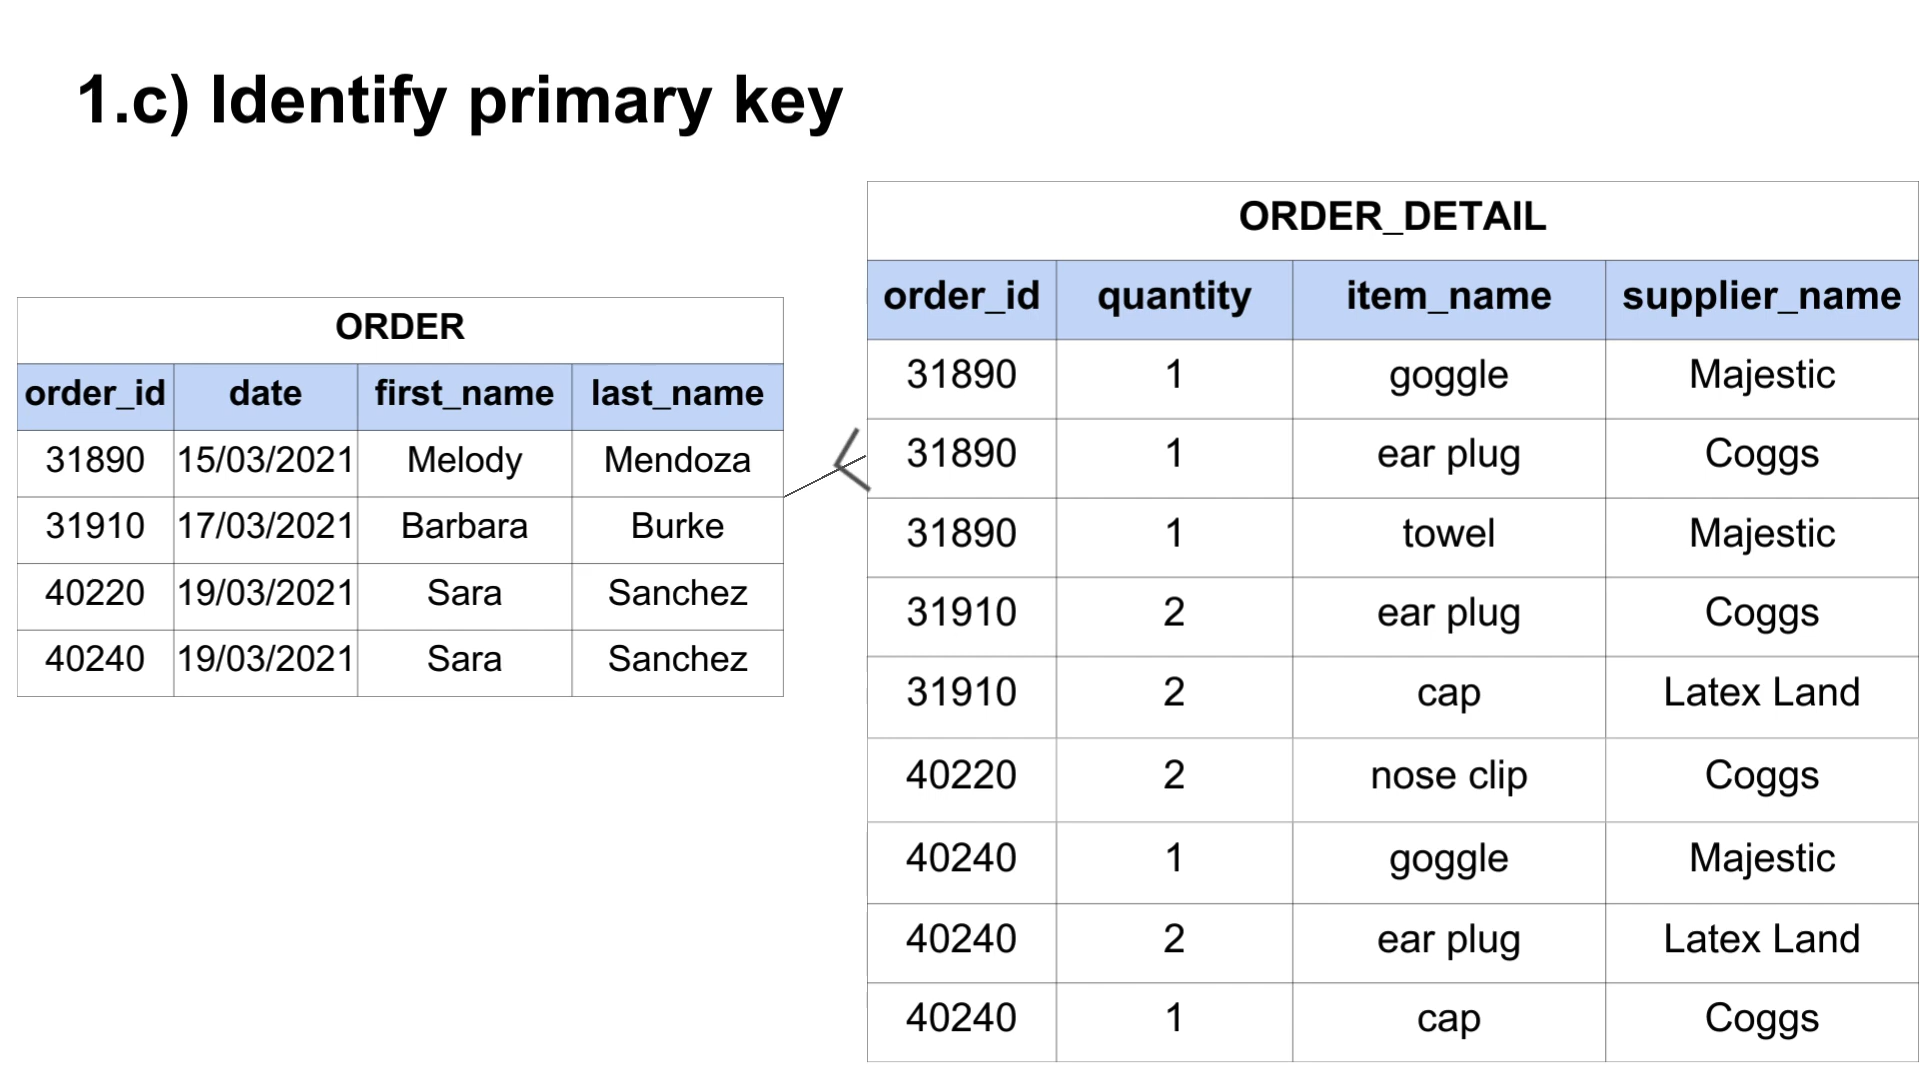 1.c) Identify primary key
ORDER
order_id date first_name last_name
31890 15/03/2021 Melody Mendoza
31910 17/03/2021 Barbara Burke
40220 19/03/2021 Sara Sanchez
40240 19/03/2021 Sara Sanchez
ORDER_DETAIL
order_id quantity item_name supplier_name
31890 1 goggle Majestic
31890 1 ear plug Coggs
31890 1 towel Majestic
31910 2 ear plug Coggs
31910 2 cap Latex Land
40220 2 nose clip Coggs
40240 1 goggle Majestic
40240 2 ear plug Latex Land
40240 1 cap Coggs